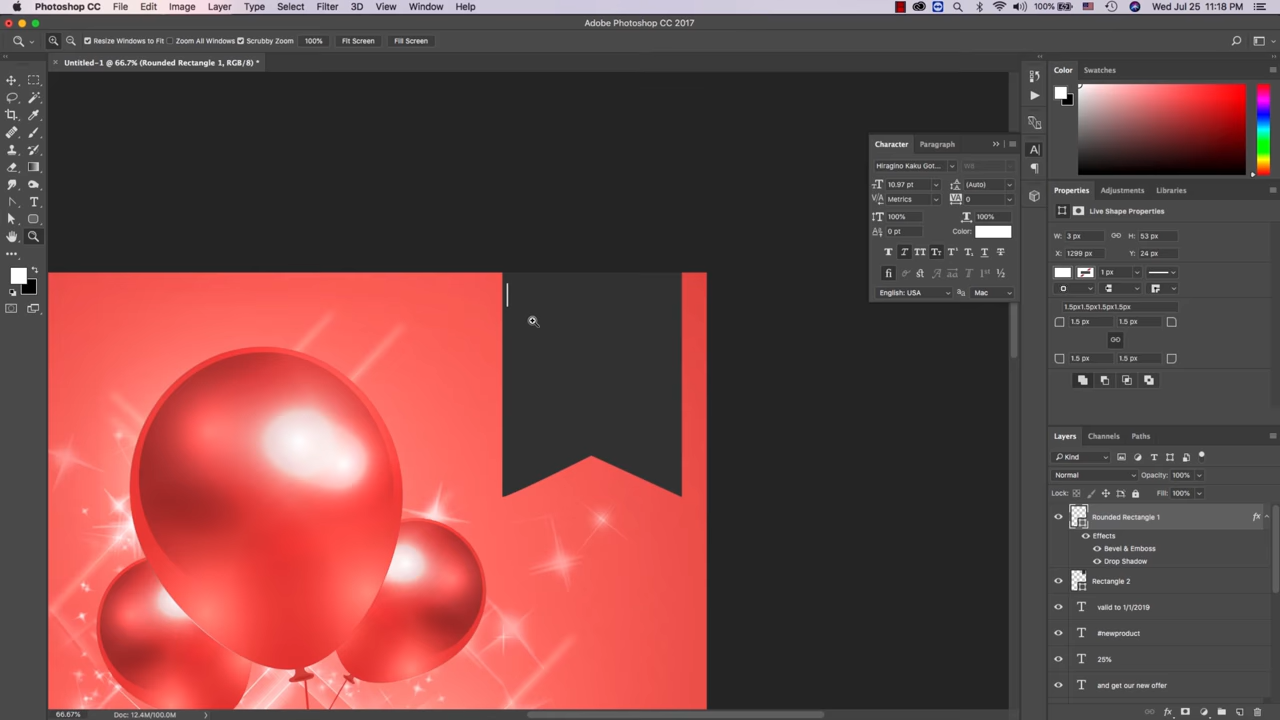 Photoshop CC File Edit Image Layer Type Select Filter 3D View Window Help
100% Wed Jul 25 11:18 PM
Adobe Photoshop CC 2017
Resize Windows to Fit Zoom All Windows Scrubby Zoom 100% Fit Screen Fill Screen
Untitled-1 @ 66.7% (Rounded Rectangle 1, RGB/8) *
Color Swatches
Character Paragraph
Hiragino Kaku Got... W8
10.97 pt (Auto)
Metrics 0
100% 100%
0 pt Color:
English: USA Mac
Properties Adjustments Libraries
Live Shape Properties
W: 3 px H: 53 px
X: 1299 px Y: 24 px
1 px
1.5px1.5px1.5px1.5px
1.5 px 1.5 px
1.5 px 1.5 px
Layers Channels Paths
Kind
Normal Opacity: 100%
Lock: Fill: 100%
Rounded Rectangle 1 fx
Effects
Bevel & Emboss
Drop Shadow
Rectangle 2
valid to 1/1/2019
#newproduct
25%
and get our new offer
66.67% Doc: 12.4M/100.0M